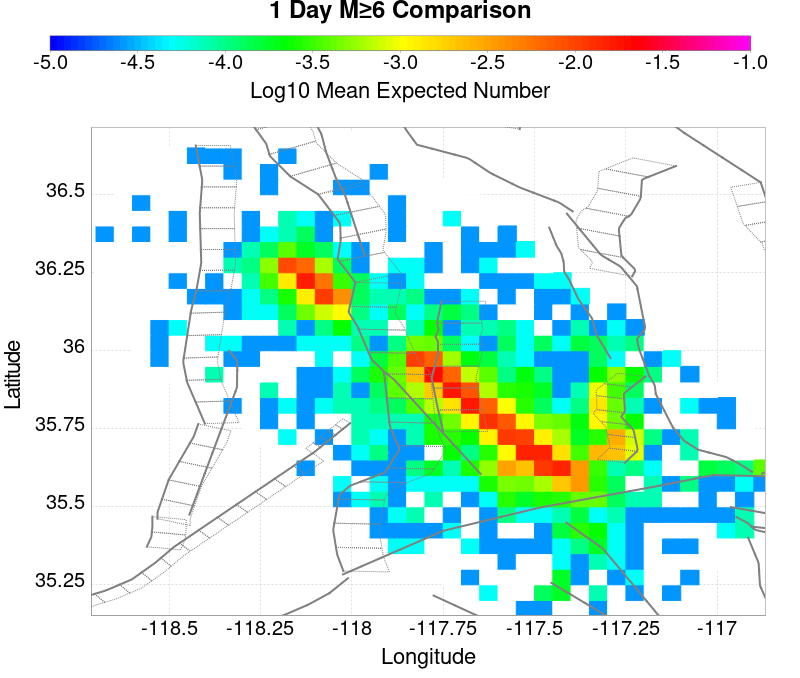 1 Day M≥6 Comparison
-5.0 -4.5 -4.0 -3.5 -3.0 -2.5 -2.0 -1.5 -1.0
Log10 Mean Expected Number
36.5
36.25
36
35.75
35.5
35.25
Latitude
-118.5 -118.25 -118 -117.75 -117.5 -117.25 -117
Longitude